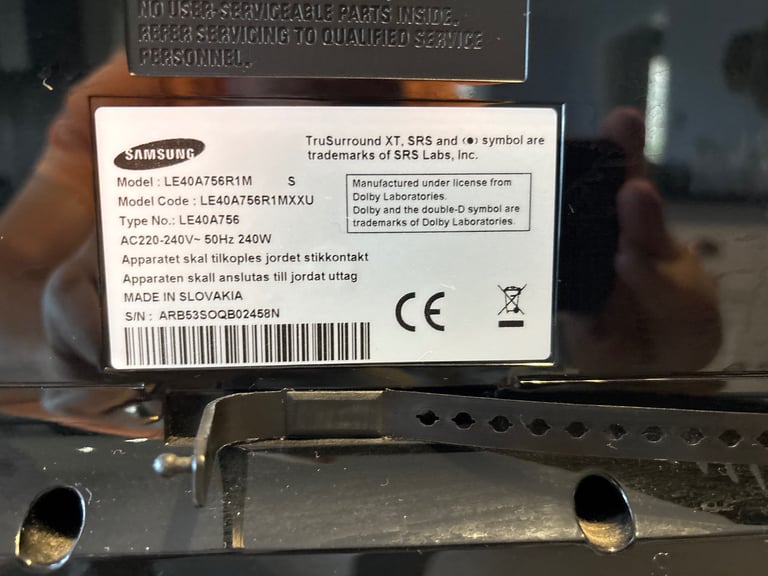 NO USER-SERVICEABLE PARTS INSIDE.
REFER SERVICING TO QUALIFIED SERVICE
PERSONNEL.
SAMSUNG
TruSurround XT, SRS and (●) symbol are
trademarks of SRS Labs, Inc.
Model : LE40A756R1M S
Model Code : LE40A756R1MXXU
Type No.: LE40A756
AC220-240V~ 50Hz 240W
Manufactured under license from
Dolby Laboratories.
Dolby and the double-D symbol are
trademarks of Dolby Laboratories.
Apparatet skal tilkoples jordet stikkontakt
Apparaten skall anslutas till jordat uttag
MADE IN SLOVAKIA
S/N : ARB53SOQB02458N
CE